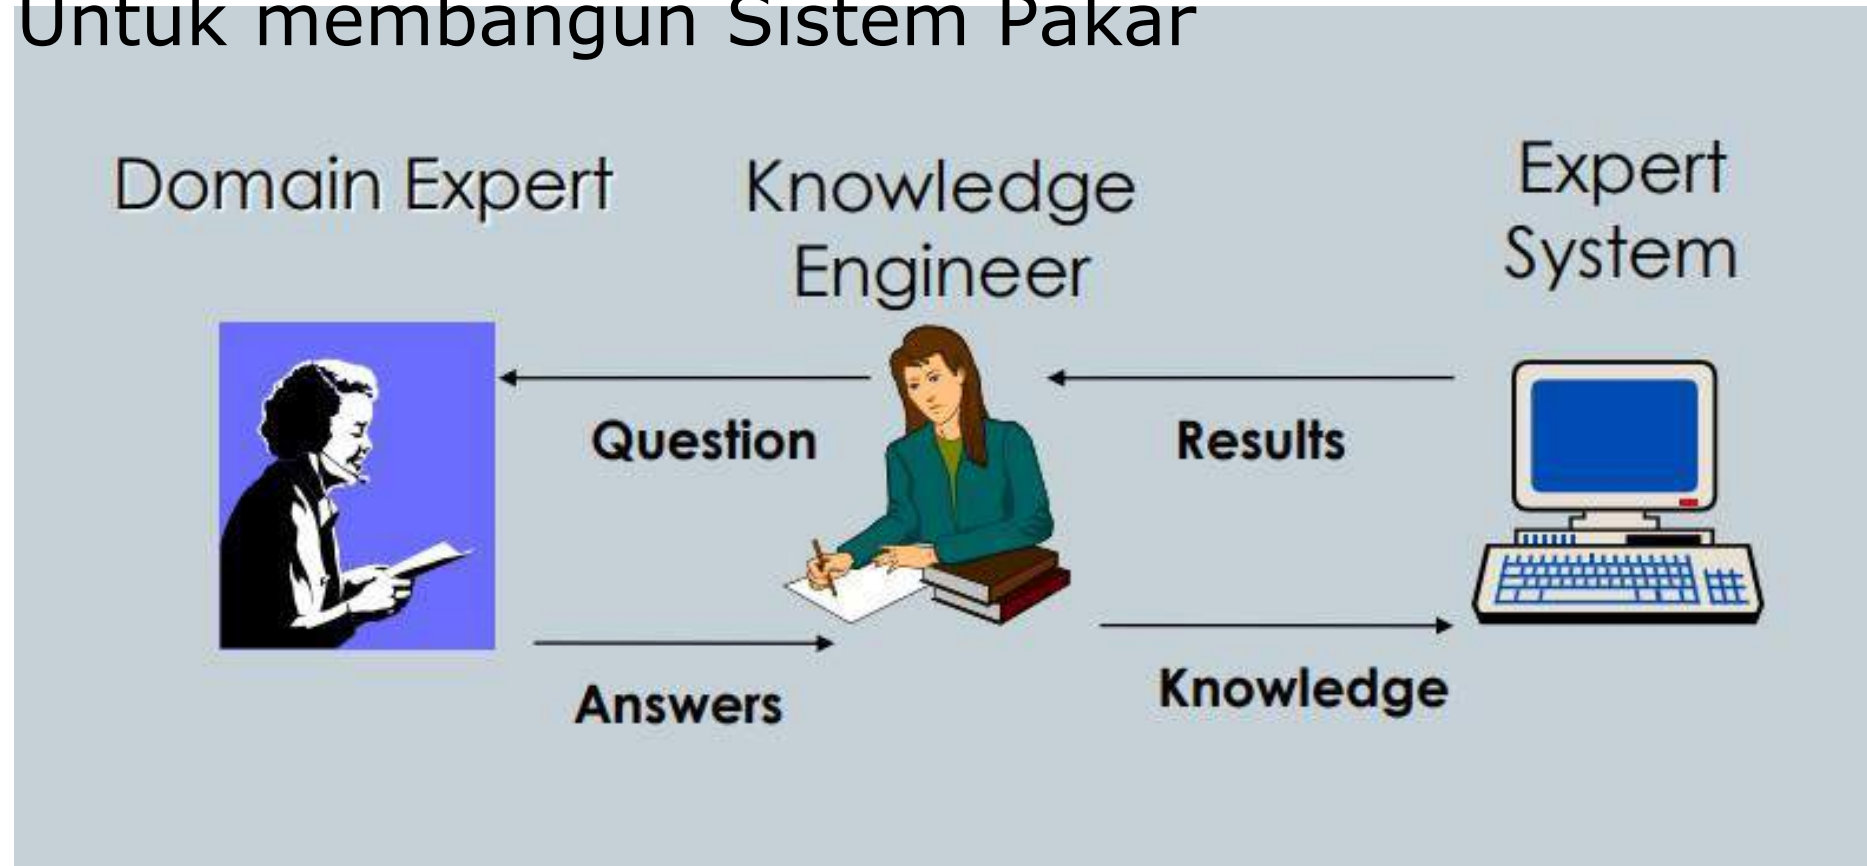 Untuk membangun Sistem Pakar
Domain Expert
Knowledge
Engineer
Expert
System
Question
Results
Answers
Knowledge